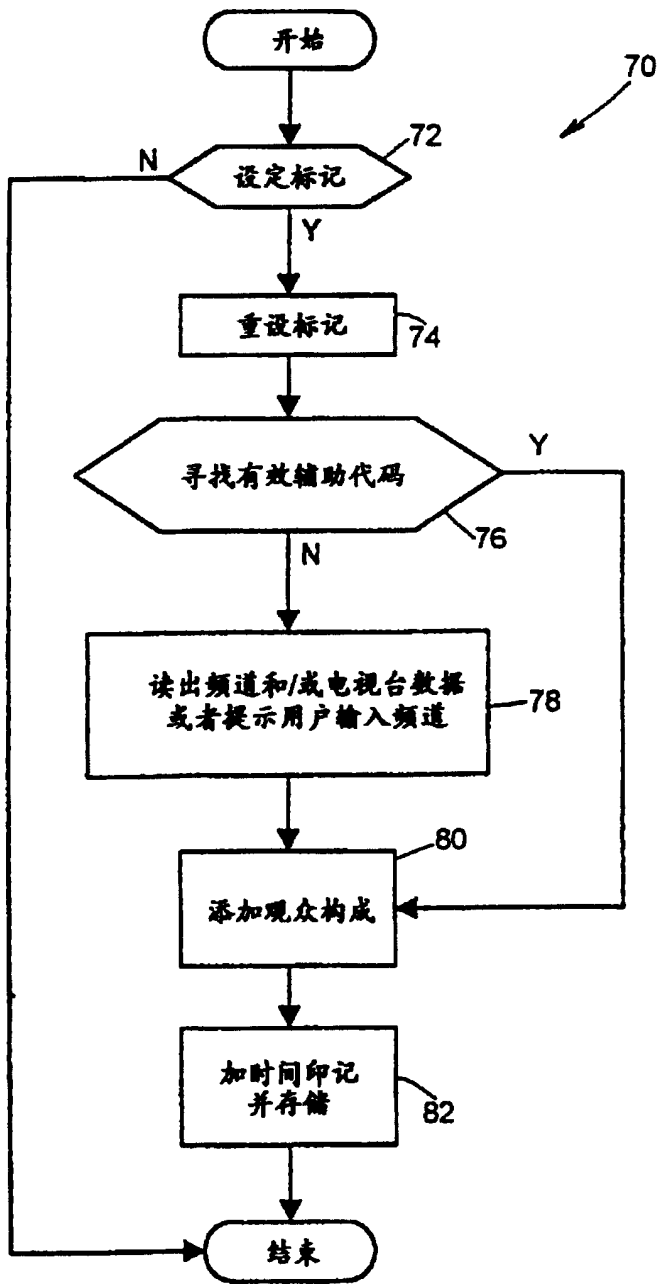 开始
70
72
N
设定标记
Y
重设标记
74
Y
寻找有效辅助代码
76
N
读出频道和/或电视台数据
或者提示用户输入频道
78
80
添加观众构成
加时间印记
并存储
82
结束